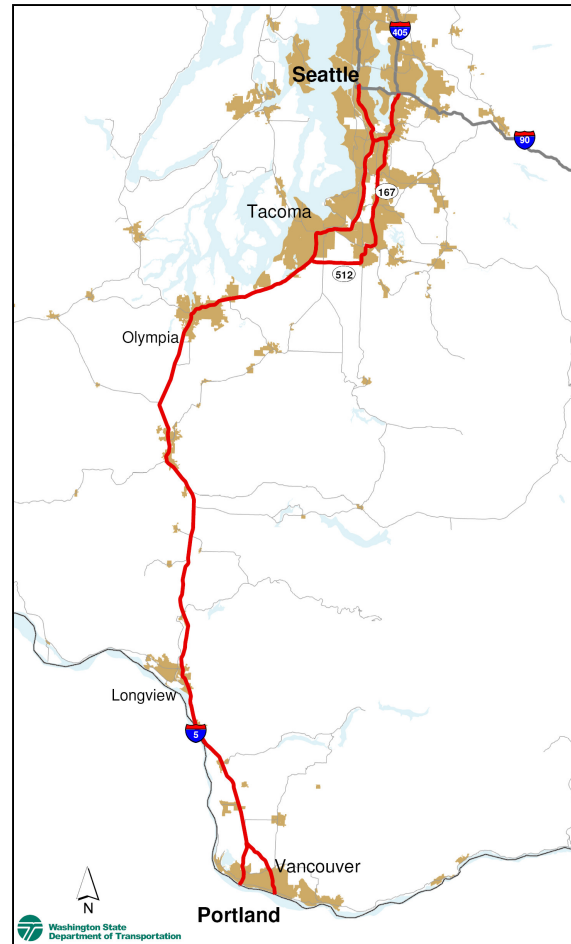 405
Seattle
90
167
Tacoma
512
Olympia
Longview
5
Vancouver
N
Portland
Washington State
Department of Transportation